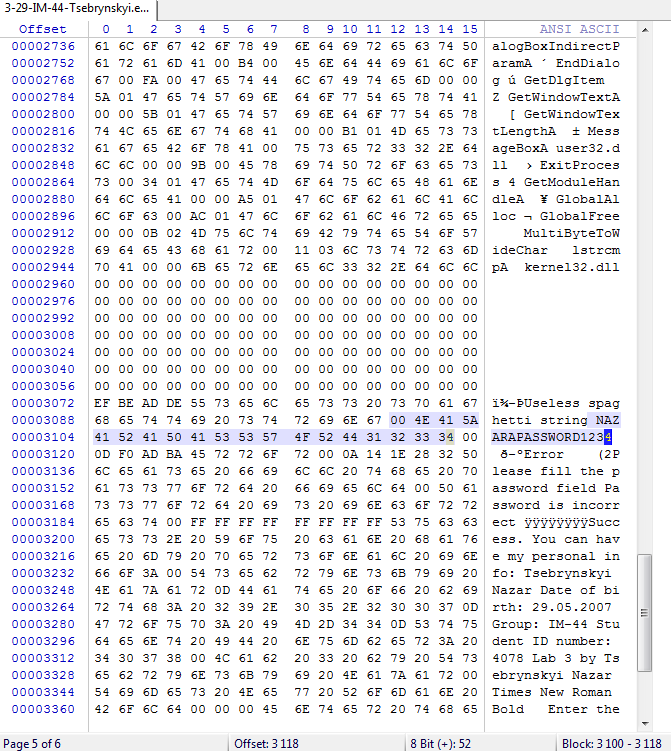 3-29-IM-44-Tsebrynskyi.e...
Offset 0 1 2 3 4 5 6 7 8 9 10 11 12 13 14 15 ANSI ASCII
00002736 61 6C 6F 67 42 6F 78 49 6E 64 69 72 65 63 74 50 alogBoxIndirectP
00002752 61 72 61 6D 41 00 B4 00 45 6E 64 44 69 61 6C 6F aramA ´ EndDialo
00002768 67 00 FA 00 47 65 74 44 6C 67 49 74 65 6D 00 00 g ú GetDlgItem
00002784 5A 01 47 65 74 57 69 6E 64 6F 77 54 65 78 74 41 Z GetWindowTextA
00002800 00 00 5B 01 47 65 74 57 69 6E 64 6F 77 54 65 78 [ GetWindowTex
00002816 74 4C 65 6E 67 74 68 41 00 00 B1 01 4D 65 73 73 tLengthA ± Mess
00002832 61 67 65 42 6F 78 41 00 75 73 65 72 33 32 2E 64 ageBoxA user32.d
00002848 6C 6C 00 00 9B 00 45 78 69 74 50 72 6F 63 65 73 ll › ExitProces
00002864 73 00 34 01 47 65 74 4D 6F 64 75 6C 65 48 61 6E s 4 GetModuleHan
00002880 64 6C 65 41 00 00 A5 01 47 6C 6F 62 61 6C 41 6C dleA ¥ GlobalAl
00002896 6C 6F 63 00 AC 01 47 6C 6F 62 61 6C 46 72 65 65 loc ¬ GlobalFree
00002912 00 00 0B 02 4D 75 6C 74 69 42 79 74 65 54 6F 57 MultiByteToW
00002928 69 64 65 43 68 61 72 00 11 03 6C 73 74 72 63 6D ideChar lstrcm
00002944 70 41 00 00 6B 65 72 6E 65 6C 33 32 2E 64 6C 6C pA kernel32.dll
00002960 00 00 00 00 00 00 00 00 00 00 00 00 00 00 00 00
00002976 00 00 00 00 00 00 00 00 00 00 00 00 00 00 00 00
00002992 00 00 00 00 00 00 00 00 00 00 00 00 00 00 00 00
00003008 00 00 00 00 00 00 00 00 00 00 00 00 00 00 00 00
00003024 00 00 00 00 00 00 00 00 00 00 00 00 00 00 00 00
00003040 00 00 00 00 00 00 00 00 00 00 00 00 00 00 00 00
00003056 00 00 00 00 00 00 00 00 00 00 00 00 00 00 00 00
00003072 EF BE AD DE 55 73 65 6C 65 73 73 20 73 70 61 67 ï¾-ÞUseless spag
00003088 68 65 74 74 69 20 73 74 72 69 6E 67 00 4E 41 5A hetti string NAZ
00003104 41 52 41 50 41 53 53 57 4F 52 44 31 32 33 34 00 ARAPASSWORD1234
00003120 0D F0 AD BA 45 72 72 6F 72 00 0A 14 1E 28 32 50 ð-ºError (2P
00003136 6C 65 61 73 65 20 66 69 6C 6C 20 74 68 65 20 70 lease fill the p
00003152 61 73 73 77 6F 72 64 20 66 69 65 6C 64 00 50 61 assword field Pa
00003168 73 73 77 6F 72 64 20 69 73 20 69 6E 63 6F 72 72 ssword is incorr
00003184 65 63 74 00 FF FF FF FF FF FF FF FF 53 75 63 63 ect ÿÿÿÿÿÿÿÿSucc
00003200 65 73 73 2E 20 59 6F 75 20 63 61 6E 20 68 61 76 ess. You can hav
00003216 65 20 6D 79 20 70 65 72 73 6F 6E 61 6C 20 69 6E e my personal in
00003232 66 6F 3A 00 54 73 65 62 72 79 6E 73 6B 79 69 20 fo: Tsebrynskyi
00003248 4E 61 7A 61 72 0D 44 61 74 65 20 6F 66 20 62 69 Nazar Date of bi
00003264 72 74 68 3A 20 32 39 2E 30 35 2E 32 30 30 37 0D rth: 29.05.2007
00003280 47 72 6F 75 70 3A 20 49 4D 2D 34 34 0D 53 74 75 Group: IM-44 Stu
00003296 64 65 6E 74 20 49 44 20 6E 75 6D 62 65 72 3A 20 dent ID number:
00003312 34 30 37 38 00 4C 61 62 20 33 20 62 79 20 54 73 4078 Lab 3 by Ts
00003328 65 62 72 79 6E 73 6B 79 69 20 4E 61 7A 61 72 00 ebrynskyi Nazar
00003344 54 69 6D 65 73 20 4E 65 77 20 52 6F 6D 61 6E 20 Times New Roman
00003360 42 6F 6C 64 00 00 00 45 6E 74 65 72 20 74 68 65 Bold Enter the
Page 5 of 6 Offset: 3 118 8 Bit (+): 52 Block: 3 100 - 3 118